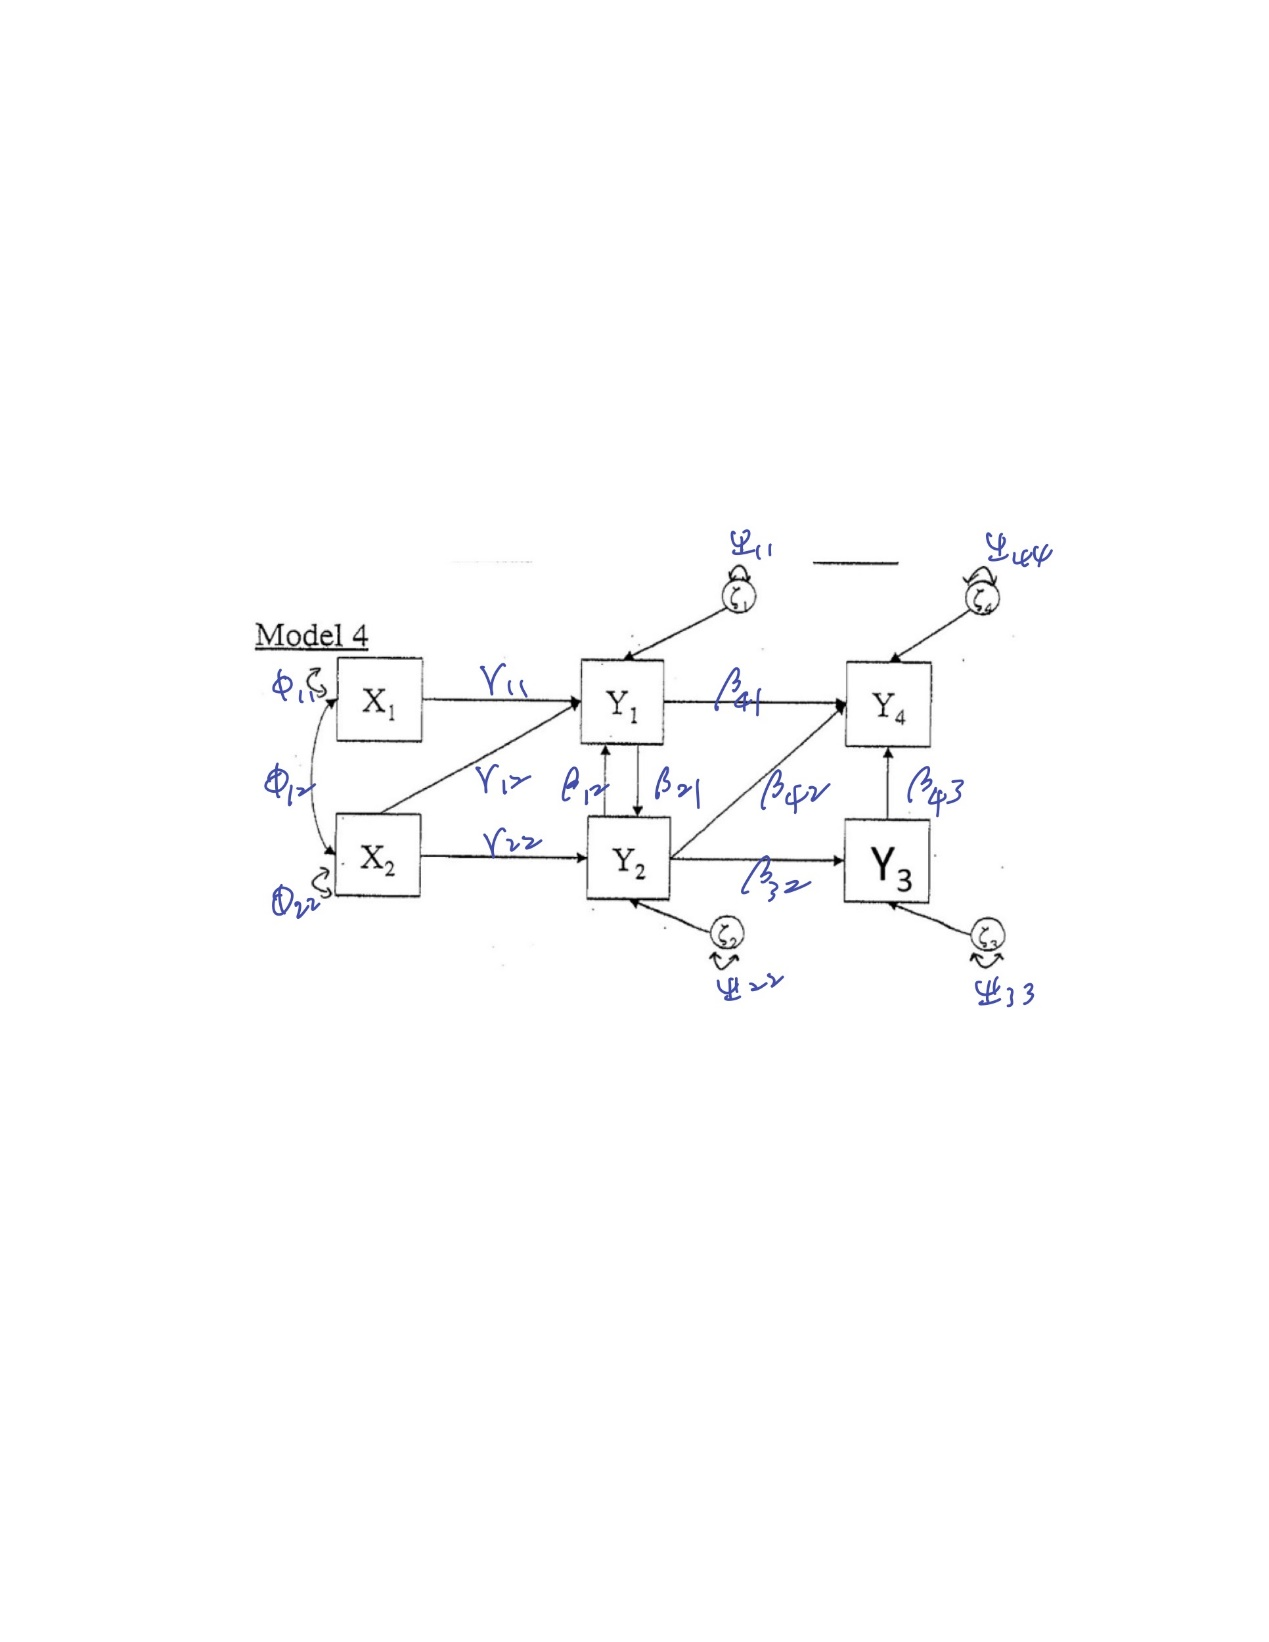 Ψ₁₁ Ψ₄₄
ζ₁ ζ₄
Model 4
Φ₁₁ X₁ γ₁₁ Y₁ β₄₁ Y₄
Φ₁₂ γ₁₂ β₁₂ β₂₁ β₄₂ β₄₃
X₂ γ₂₂ Y₂ β₃₂ Y₃
Φ₂₂
ζ₂ ζ₃
Ψ₂₂ Ψ₃₃